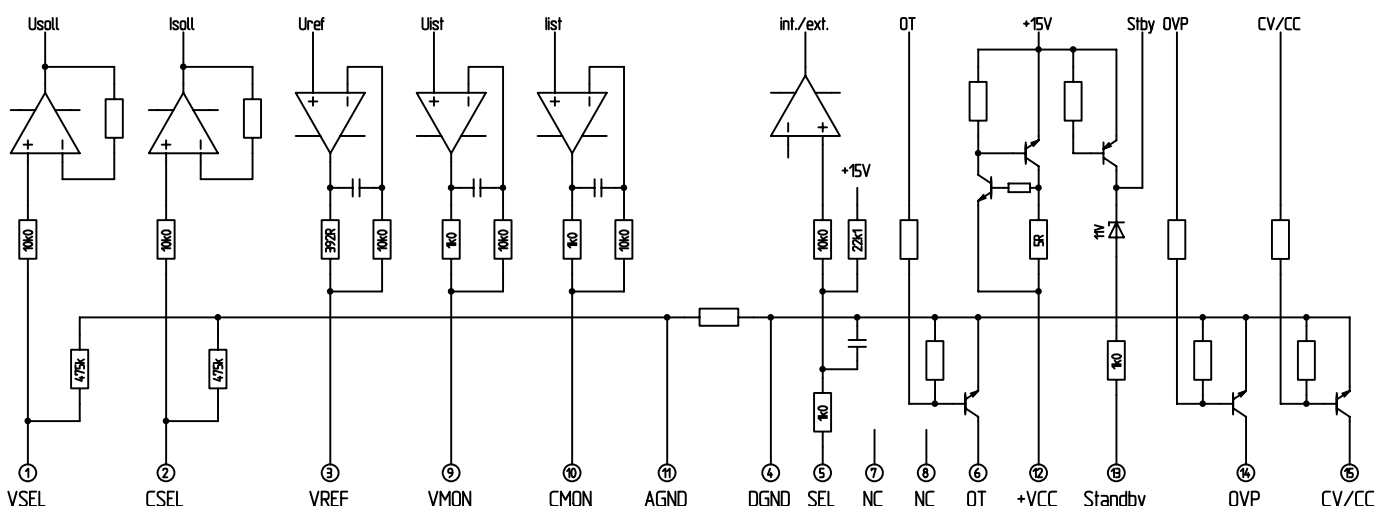 Usoll Isoll Uref Uist Iist int./ext. OT +15V Stby OVP CV/CC
+ - + - + - + - + - - +
+15V
10k0 10k0 392R 10k0 1k0 10k0 1k0 10k0 10k0 22k1 5R 11V
475k 475k 1k0
1k0
1 2 3 9 10 11 4 5 7 8 6 12 13 14 15
VSEL CSEL VREF VMON CMON AGND DGND SEL NC NC OT +VCC Standby OVP CV/CC